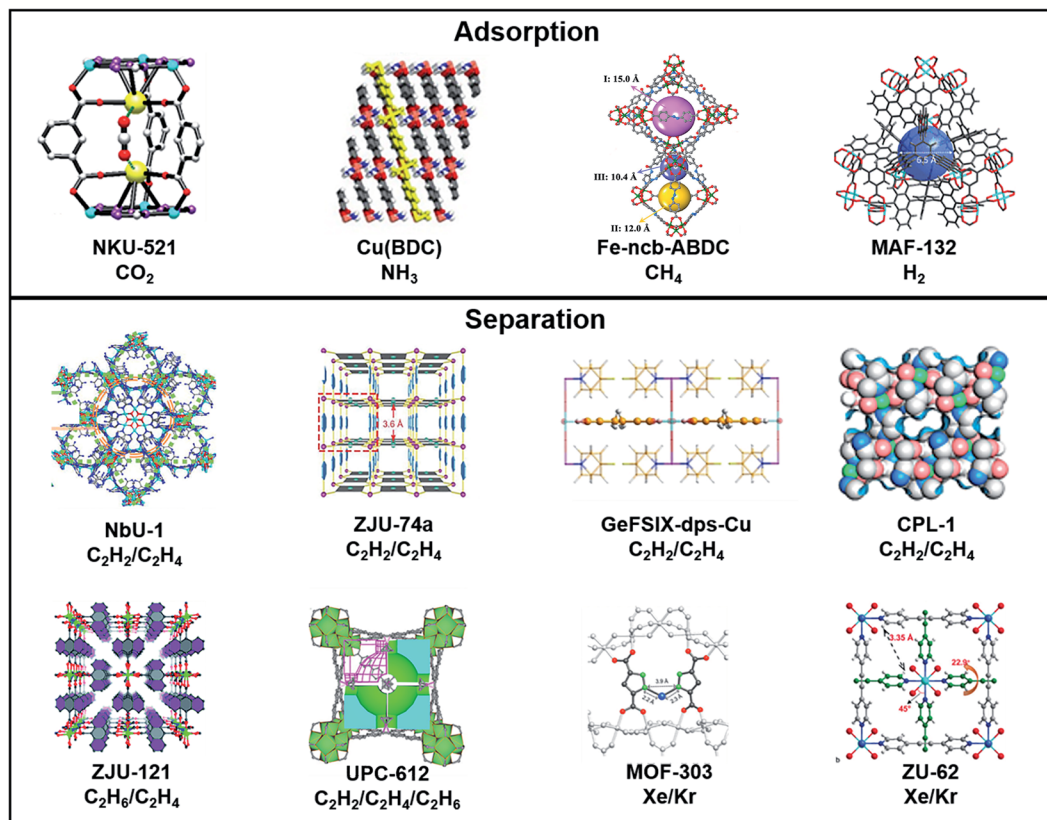 Adsorption
I: 15.0 Å
III: 10.4 Å
II: 12.0 Å
6.5 Å
NKU-521
CO₂
Cu(BDC)
NH₃
Fe-ncb-ABDC
CH₄
MAF-132
H₂
Separation
3.6 Å
NbU-1
C₂H₂/C₂H₄
ZJU-74a
C₂H₂/C₂H₄
GeFSIX-dps-Cu
C₂H₂/C₂H₄
CPL-1
C₂H₂/C₂H₄
3.9 Å
3.35 Å
22.9°
45°
b
ZJU-121
C₂H₆/C₂H₄
UPC-612
C₂H₂/C₂H₄/C₂H₆
MOF-303
Xe/Kr
ZU-62
Xe/Kr